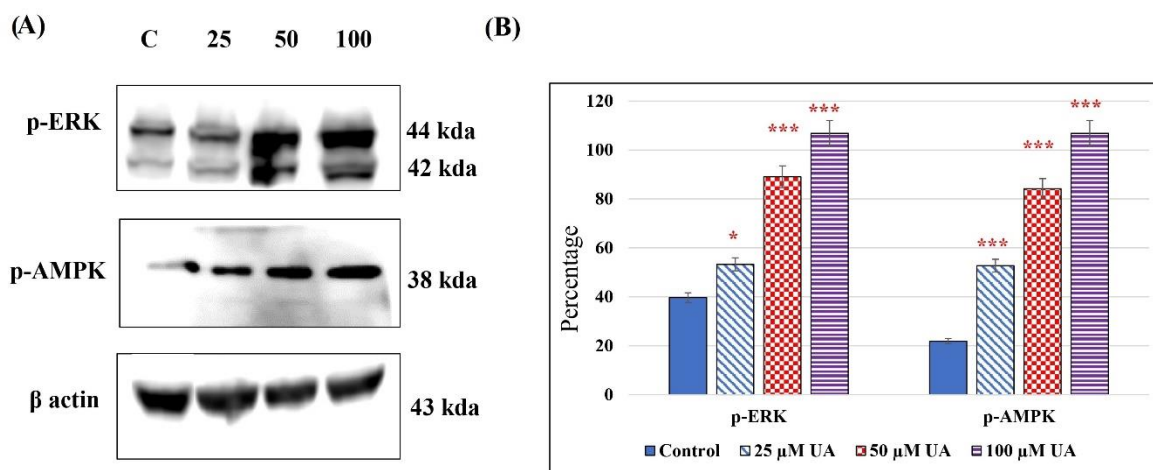 (A)
C 25 50 100
p-ERK
44 kda
42 kda
p-AMPK
38 kda
β actin
43 kda
(B)
120
100
80
60
40
20
0
Percentage
* *** ***
*** *** ***
p-ERK p-AMPK
Control 25 µM UA 50 µM UA 100 µM UA